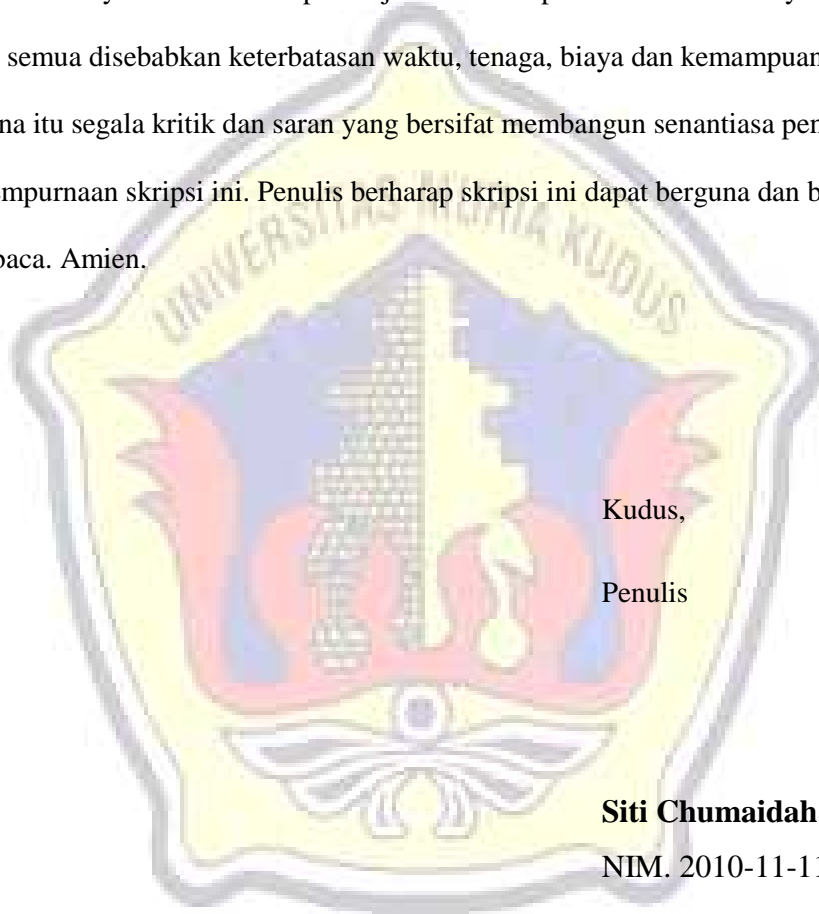 semua disebabkan keterbatasan waktu, tenaga, biaya dan kemampuan
na itu segala kritik dan saran yang bersifat membangun senantiasa pen
empurnaan skripsi ini. Penulis berharap skripsi ini dapat berguna dan b
baca. Amien.
UNIVERSITAS MURIA KUDUS
Kudus,
Penulis
Siti Chumaidah
NIM. 2010-11-11